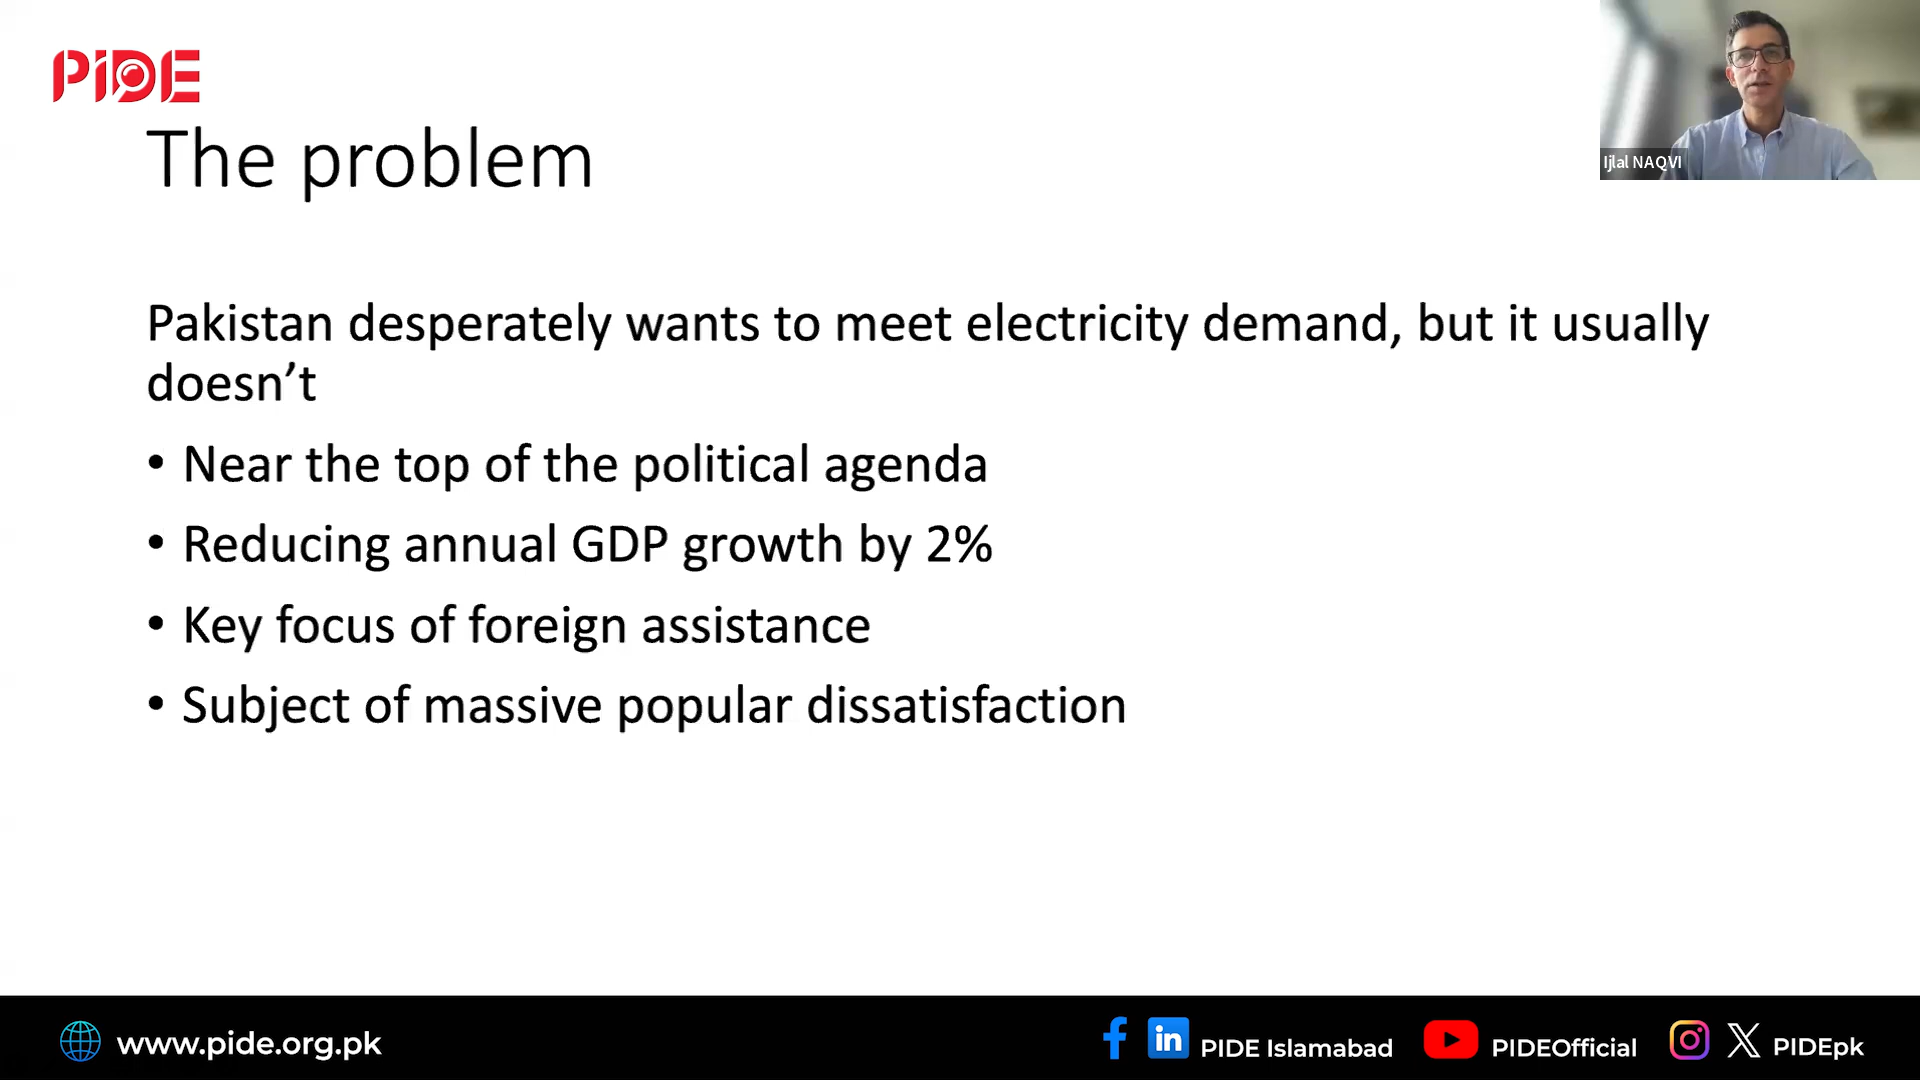 PiDE
Ijlal NAQVI
The problem
Pakistan desperately wants to meet electricity demand, but it usually
doesn’t
• Near the top of the political agenda
• Reducing annual GDP growth by 2%
• Key focus of foreign assistance
• Subject of massive popular dissatisfaction
www.pide.org.pk
PIDE Islamabad
PIDEOfficial
PIDEpk